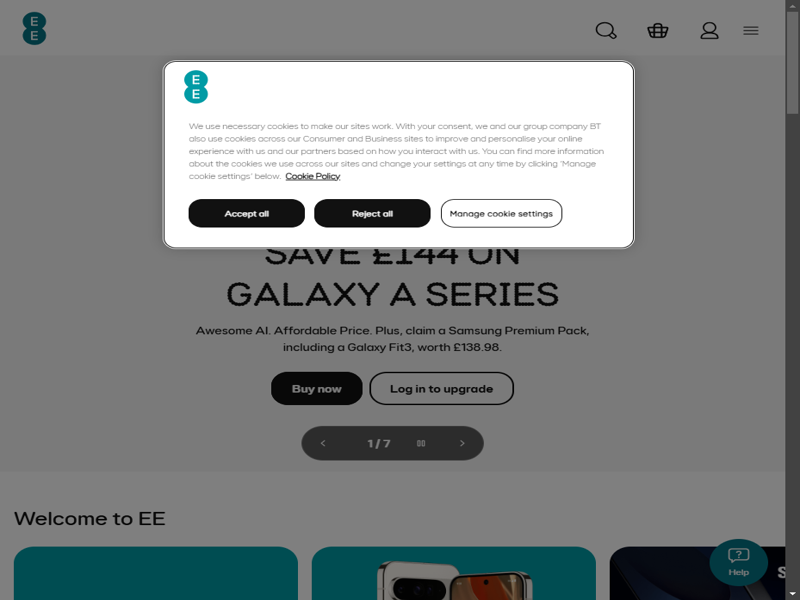 E
E
E
E
We use necessary cookies to make our sites work. With your consent, we and our group company BT
also use cookies across our Consumer and Business sites to improve and personalise your online
experience with us and our partners based on how you interact with us. You can find more information
about the cookies we use across our sites and change your settings at any time by clicking 'Manage
cookie settings' below. Cookie Policy
Accept all
Reject all
Manage cookie settings
SAVE £144 ON
GALAXY A SERIES
Awesome AI. Affordable Price. Plus, claim a Samsung Premium Pack,
including a Galaxy Fit3, worth £138.98.
Buy now
Log in to upgrade
1 / 7
Welcome to EE
Help